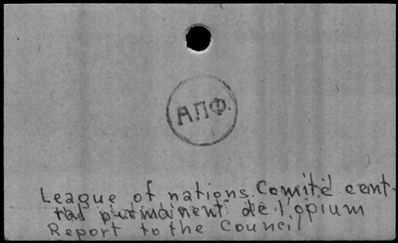 АПФ.
League of nations. Comité cent-
ral permanent de l'opium
Report to the Council